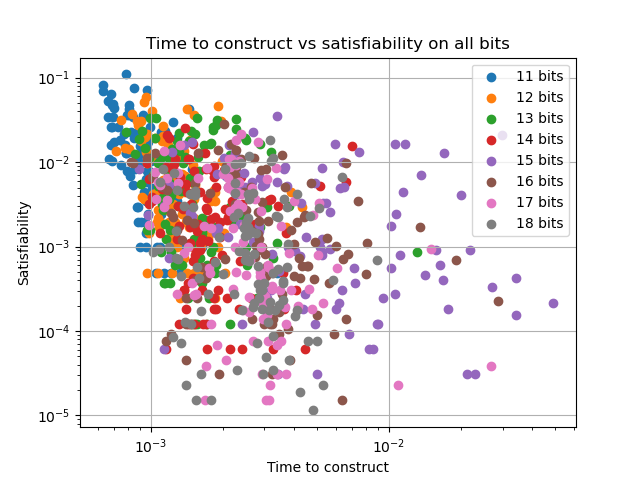 Time to construct vs satisfiability on all bits
10⁻¹
10⁻²
10⁻³
10⁻⁴
10⁻⁵
Satisfiability
11 bits
12 bits
13 bits
14 bits
15 bits
16 bits
17 bits
18 bits
10⁻³
10⁻²
Time to construct